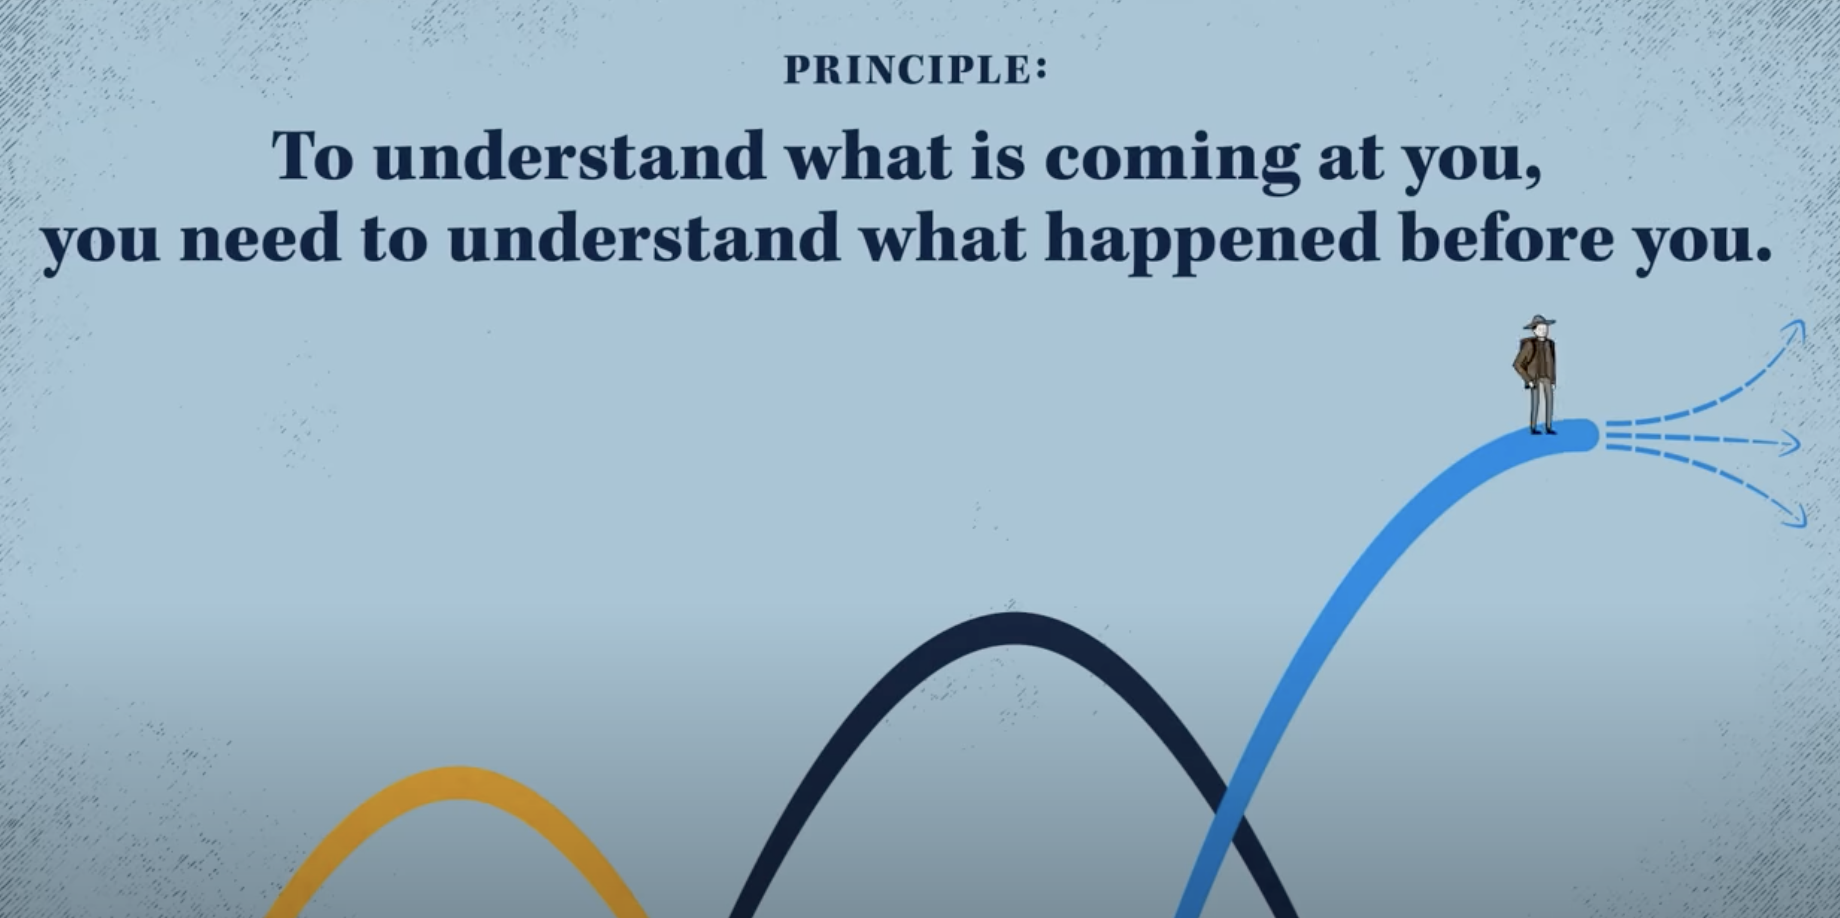 PRINCIPLE:
To understand what is coming at you,
you need to understand what happened before you.